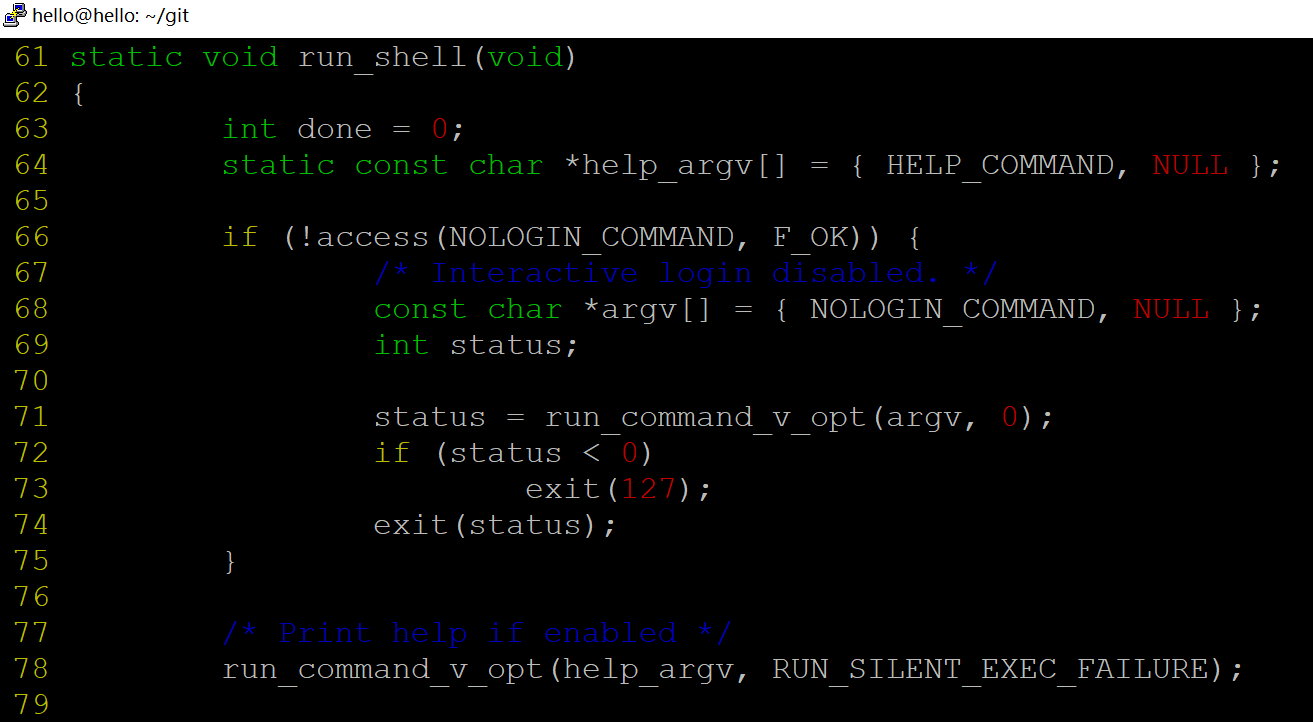 hello@hello: ~/git
61 static void run_shell(void)
62 {
63         int done = 0;
64         static const char *help_argv[] = { HELP_COMMAND, NULL };
65
66         if (!access(NOLOGIN_COMMAND, F_OK)) {
67                 /* Interactive login disabled. */
68                 const char *argv[] = { NOLOGIN_COMMAND, NULL };
69                 int status;
70
71                 status = run_command_v_opt(argv, 0);
72                 if (status < 0)
73                         exit(127);
74                 exit(status);
75         }
76
77         /* Print help if enabled */
78         run_command_v_opt(help_argv, RUN_SILENT_EXEC_FAILURE);
79